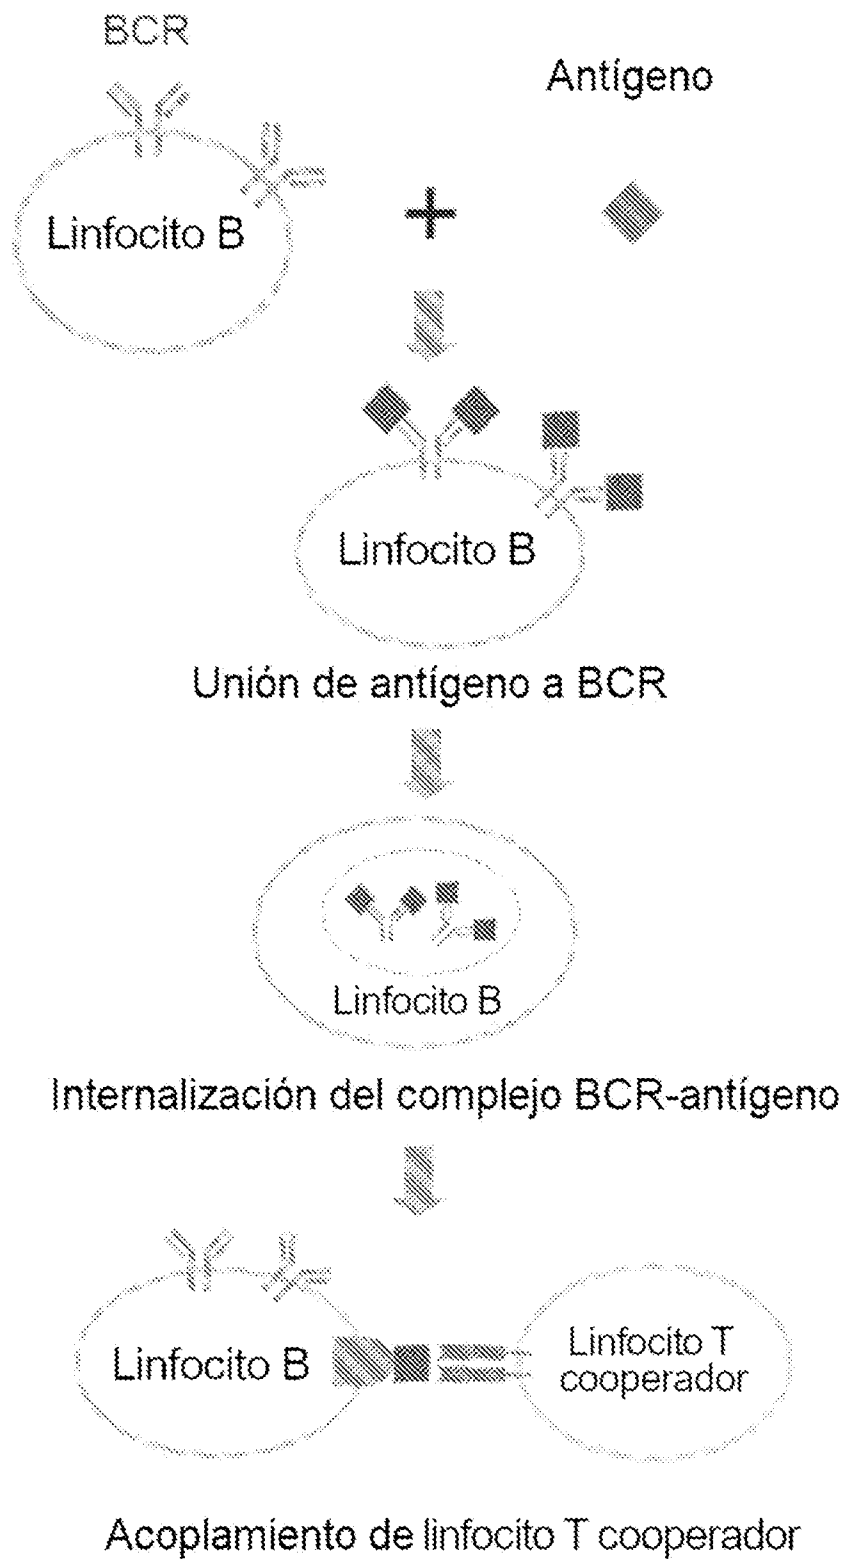 BCR
Antígeno
Linfocito B
Linfocito B
Unión de antígeno a BCR
Linfocito B
Internalización del complejo BCR-antígeno
Linfocito B
Linfocito T
cooperador
Acoplamiento de linfocito T cooperador